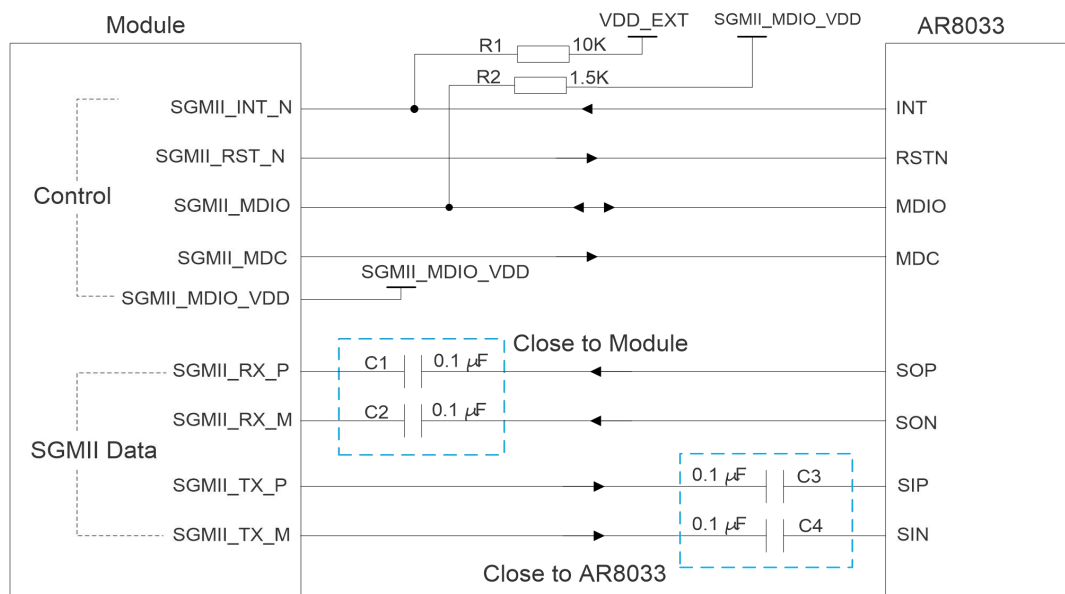 Module
VDD_EXT
SGMII_MDIO_VDD
AR8033
R1
10K
R2
1.5K
SGMII_INT_N
INT
SGMII_RST_N
RSTN
Control
SGMII_MDIO
MDIO
SGMII_MDC
MDC
SGMII_MDIO_VDD
SGMII_MDIO_VDD
Close to Module
SGMII_RX_P
C1
0.1 μF
SOP
SGMII_RX_M
C2
0.1 μF
SON
SGMII Data
SGMII_TX_P
0.1 μF
C3
SIP
SGMII_TX_M
0.1 μF
C4
SIN
Close to AR8033